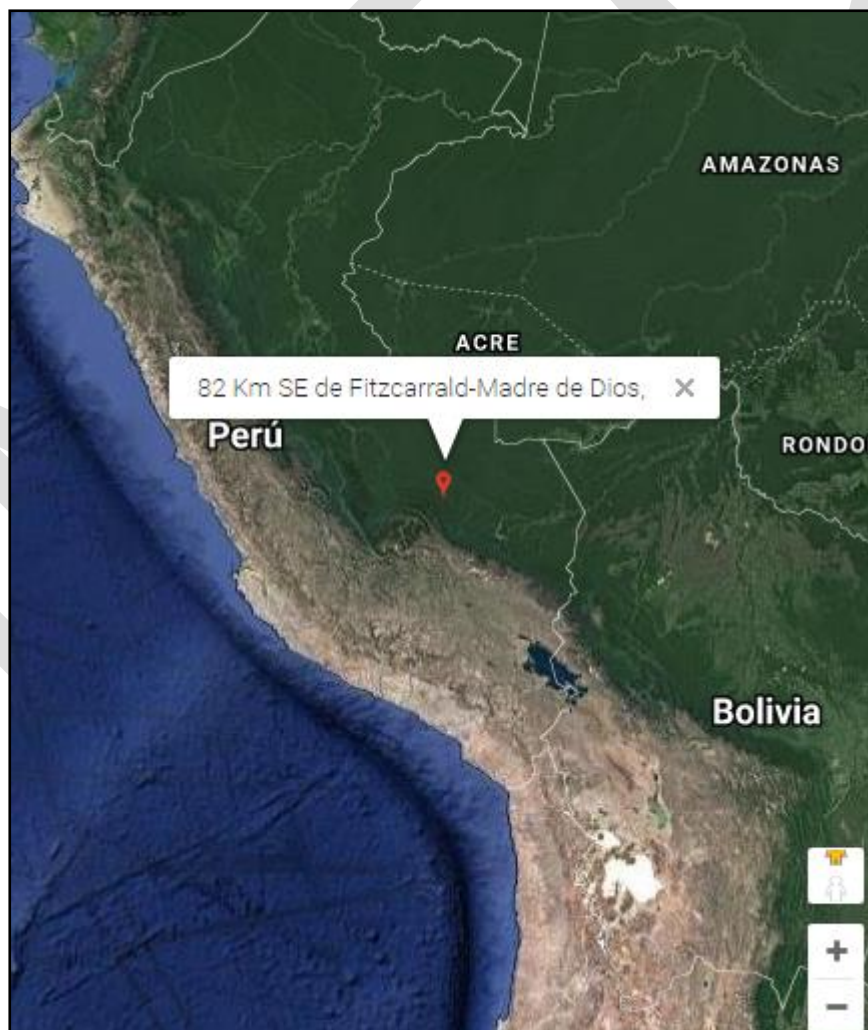 AMAZONAS
ACRE
82 Km SE de Fitzcarrald-Madre de Dios,
Perú
RONDO
Bolivia